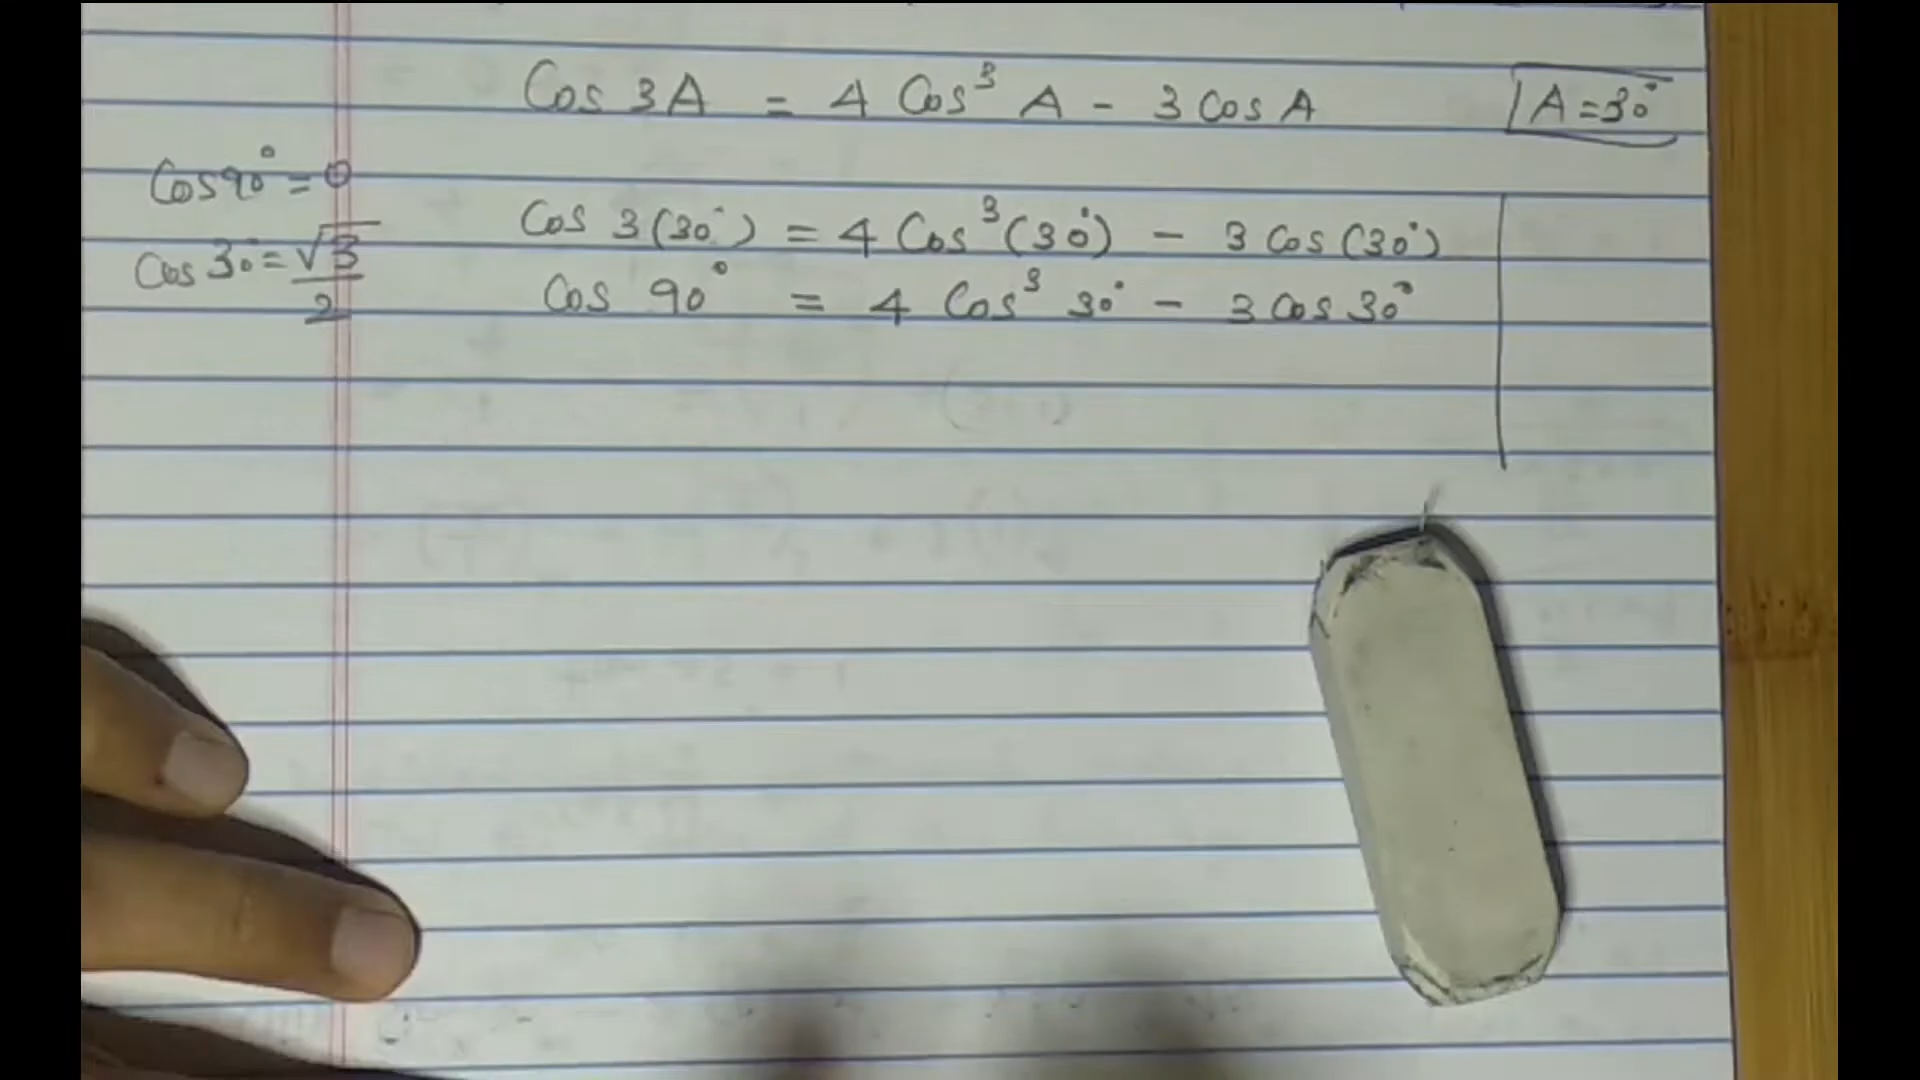 Cos 3A = 4 Cos³ A - 3 Cos A
A = 30°
Cos 90° = 0
Cos 30° = √3/2
Cos 3(30°) = 4 Cos³(30°) - 3 Cos (30°)
Cos 90° = 4 Cos³ 30° - 3 Cos 30°